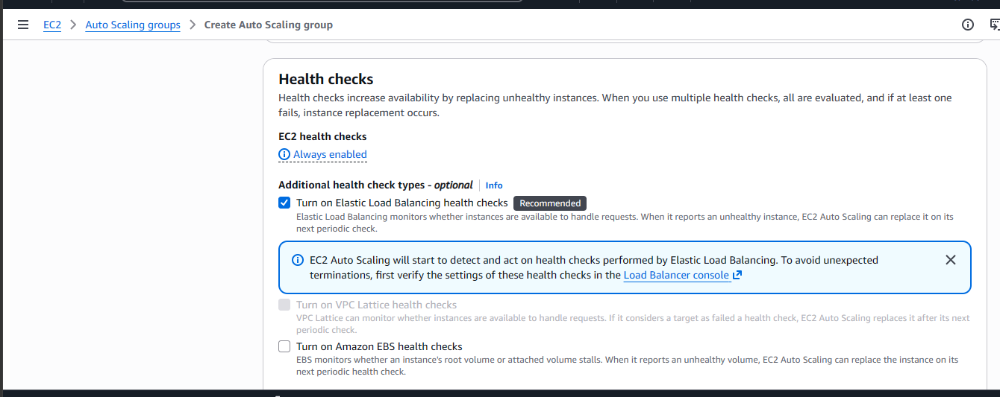 EC2 > Auto Scaling groups > Create Auto Scaling group
Health checks
Health checks increase availability by replacing unhealthy instances. When you use multiple health checks, all are evaluated, and if at least one
fails, instance replacement occurs.
EC2 health checks
Always enabled
Additional health check types - optional | Info
Turn on Elastic Load Balancing health checks Recommended
Elastic Load Balancing monitors whether instances are available to handle requests. When it reports an unhealthy instance, EC2 Auto Scaling can replace it on its
next periodic check.
EC2 Auto Scaling will start to detect and act on health checks performed by Elastic Load Balancing. To avoid unexpected
terminations, first verify the settings of these health checks in the Load Balancer console
Turn on VPC Lattice health checks
VPC Lattice can monitor whether instances are available to handle requests. If it considers a target as failed a health check, EC2 Auto Scaling replaces it after its next
periodic check.
Turn on Amazon EBS health checks
EBS monitors whether an instance's root volume or attached volume stalls. When it reports an unhealthy volume, EC2 Auto Scaling can replace the instance on its
next periodic health check.